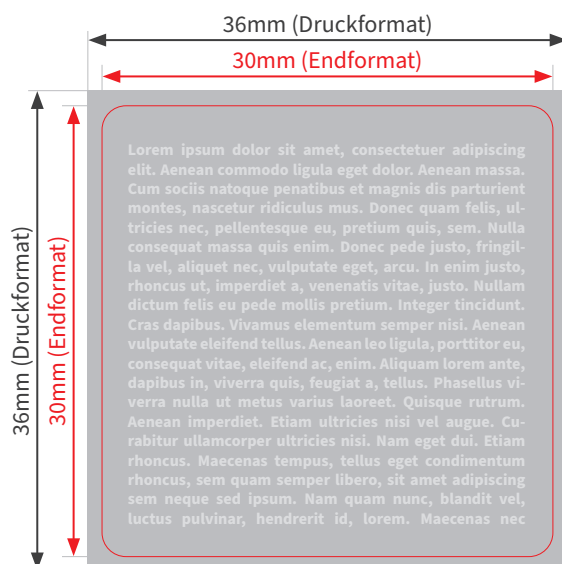 36mm (Druckformat)
30mm (Endformat)
36mm (Druckformat)
30mm (Endformat)
Lorem ipsum dolor sit amet, consectetuer adipiscing
elit. Aenean commodo ligula eget dolor. Aenean massa.
Cum sociis natoque penatibus et magnis dis parturient
montes, nascetur ridiculus mus. Donec quam felis, ul-
tricies nec, pellentesque eu, pretium quis, sem. Nulla
consequat massa quis enim. Donec pede justo, fringil-
la vel, aliquet nec, vulputate eget, arcu. In enim justo,
rhoncus ut, imperdiet a, venenatis vitae, justo. Nullam
dictum felis eu pede mollis pretium. Integer tincidunt.
Cras dapibus. Vivamus elementum semper nisi. Aenean
vulputate eleifend tellus. Aenean leo ligula, porttitor eu,
consequat vitae, eleifend ac, enim. Aliquam lorem ante,
dapibus in, viverra quis, feugiat a, tellus. Phasellus vi-
verra nulla ut metus varius laoreet. Quisque rutrum.
Aenean imperdiet. Etiam ultricies nisi vel augue. Cu-
rabitur ullamcorper ultricies nisi. Nam eget dui. Etiam
rhoncus. Maecenas tempus, tellus eget condimentum
rhoncus, sem quam semper libero, sit amet adipiscing
sem neque sed ipsum. Nam quam nunc, blandit vel,
luctus pulvinar, hendrerit id, lorem. Maecenas nec